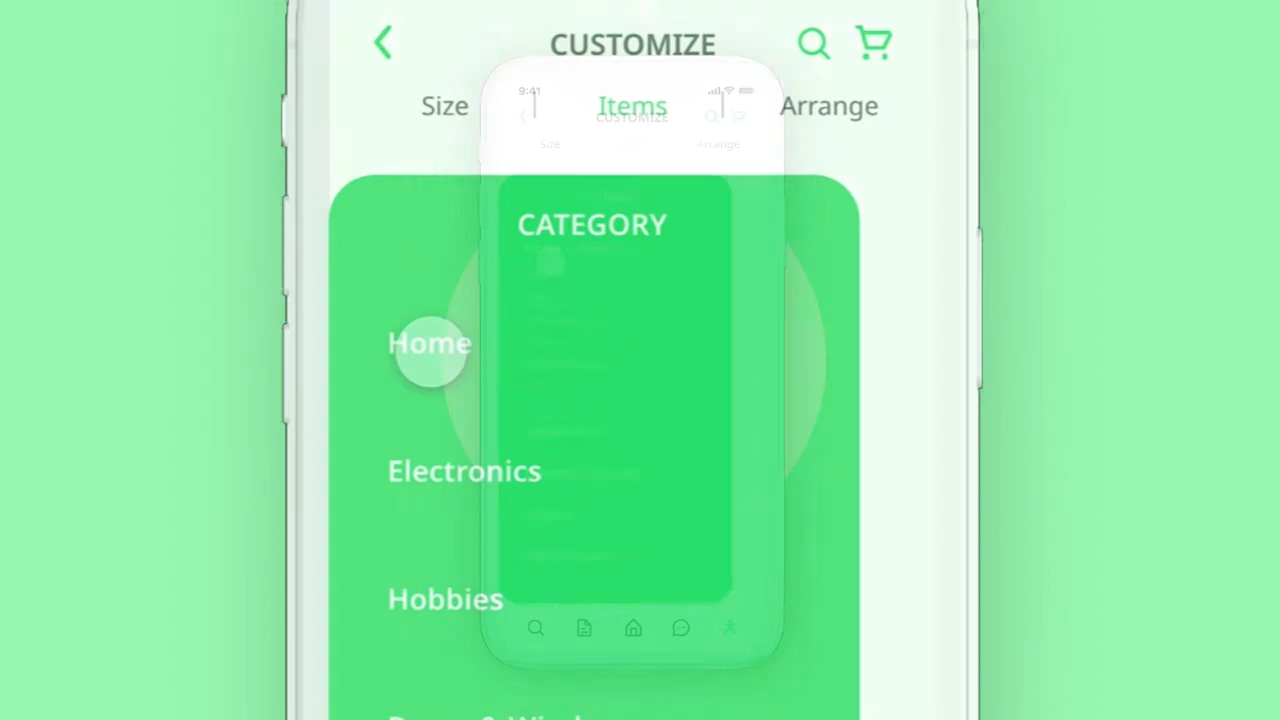 CUSTOMIZE
9:41
Size Items Arrange
CUSTOMIZE
Size Arrange
CATEGORY
Home
Electronics
Hobbies